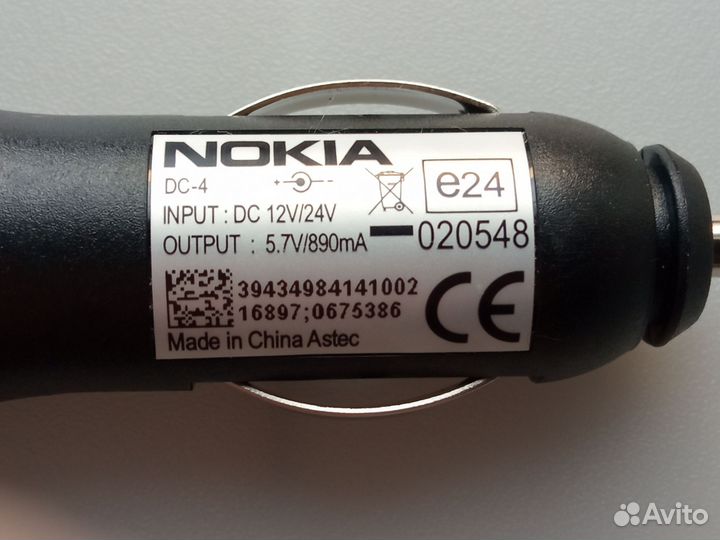 NOKIA
DC-4
e24
INPUT : DC 12V/24V
OUTPUT : 5.7V/890mA
020548
39434984141002
16897;0675386
CE
Made in China Astec
Avito